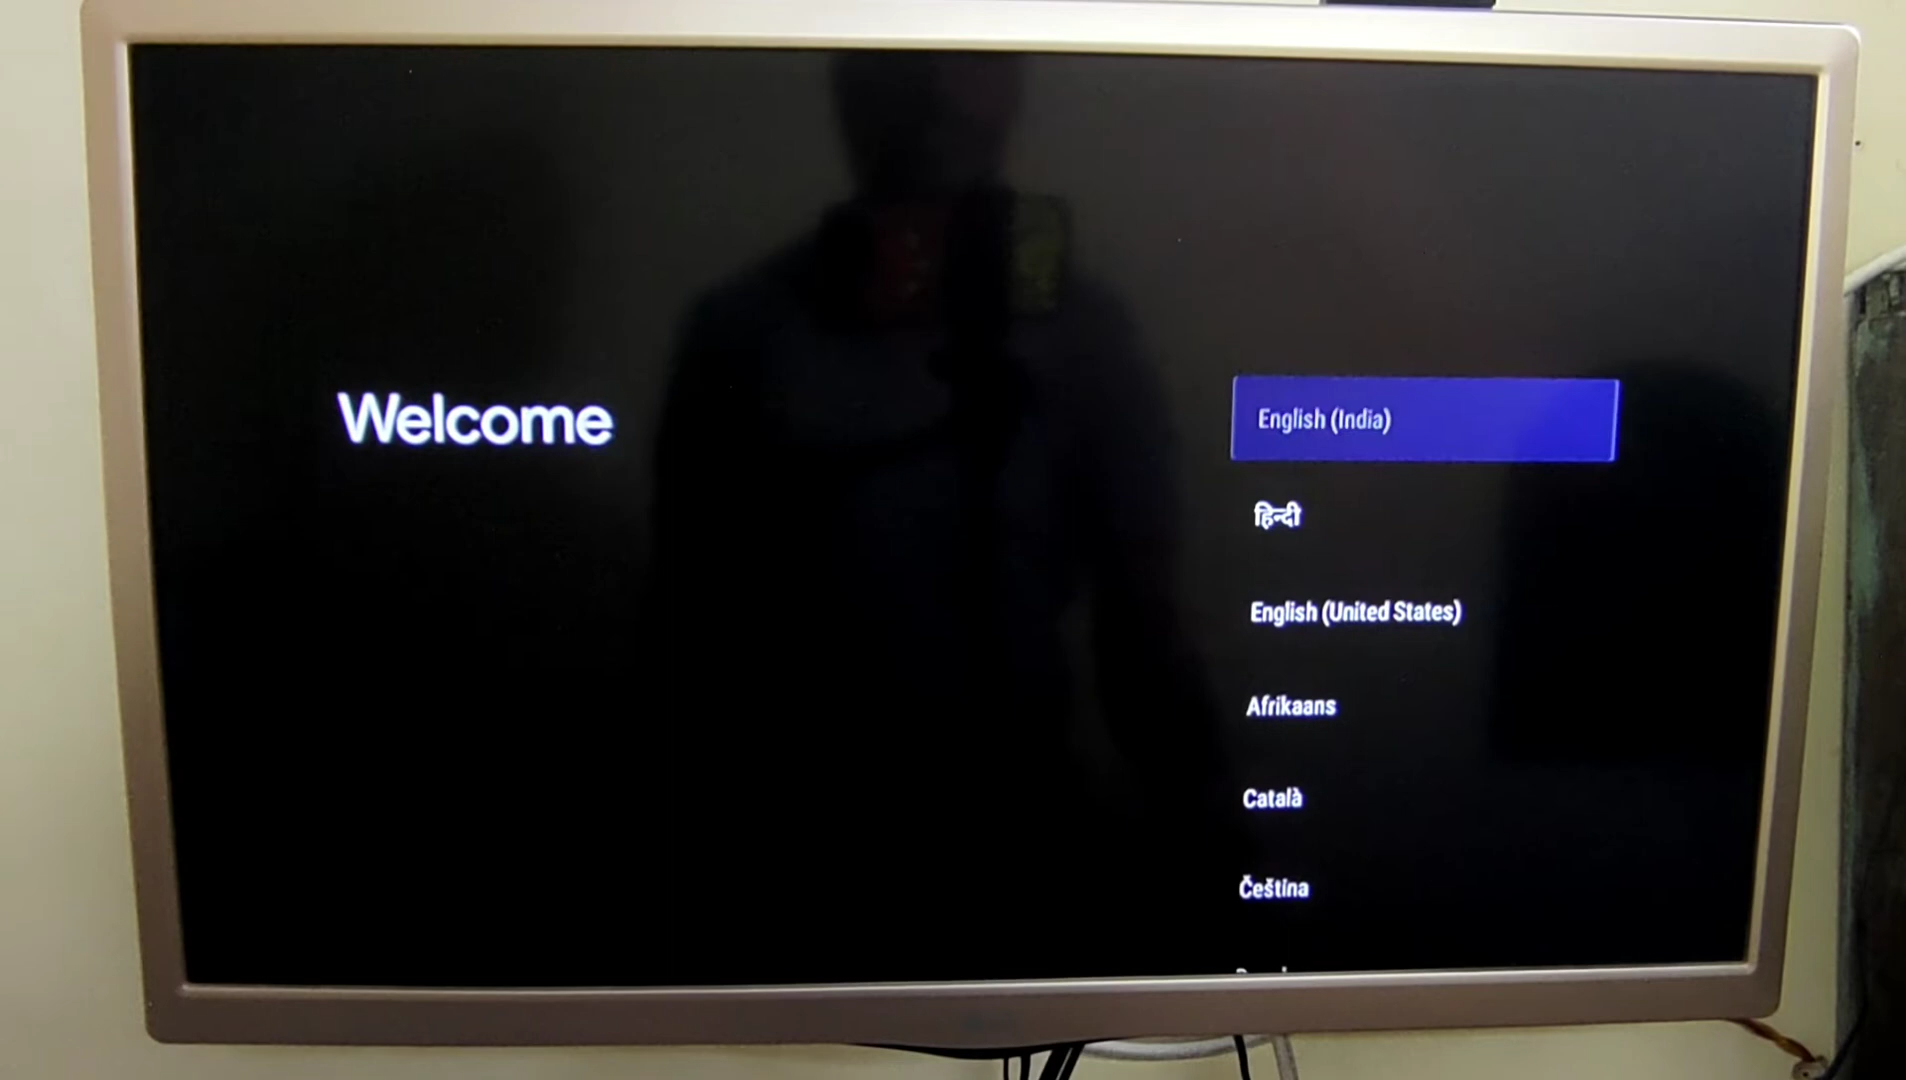 Welcome
English (India)
हिन्दी
English (United States)
Afrikaans
Català
Čeština